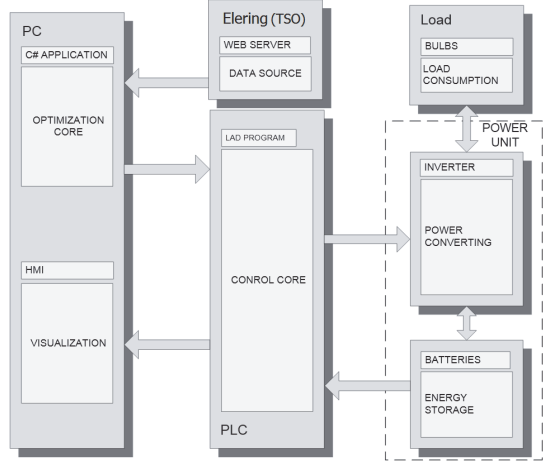 PC
C# APPLICATION
OPTIMIZATION
CORE
HMI
VISUALIZATION
Elering (TSO)
WEB SERVER
DATA SOURCE
LAD PROGRAM
CONROL CORE
PLC
Load
BULBS
LOAD
CONSUMPTION
POWER
UNIT
INVERTER
POWER
CONVERTING
BATTERIES
ENERGY
STORAGE